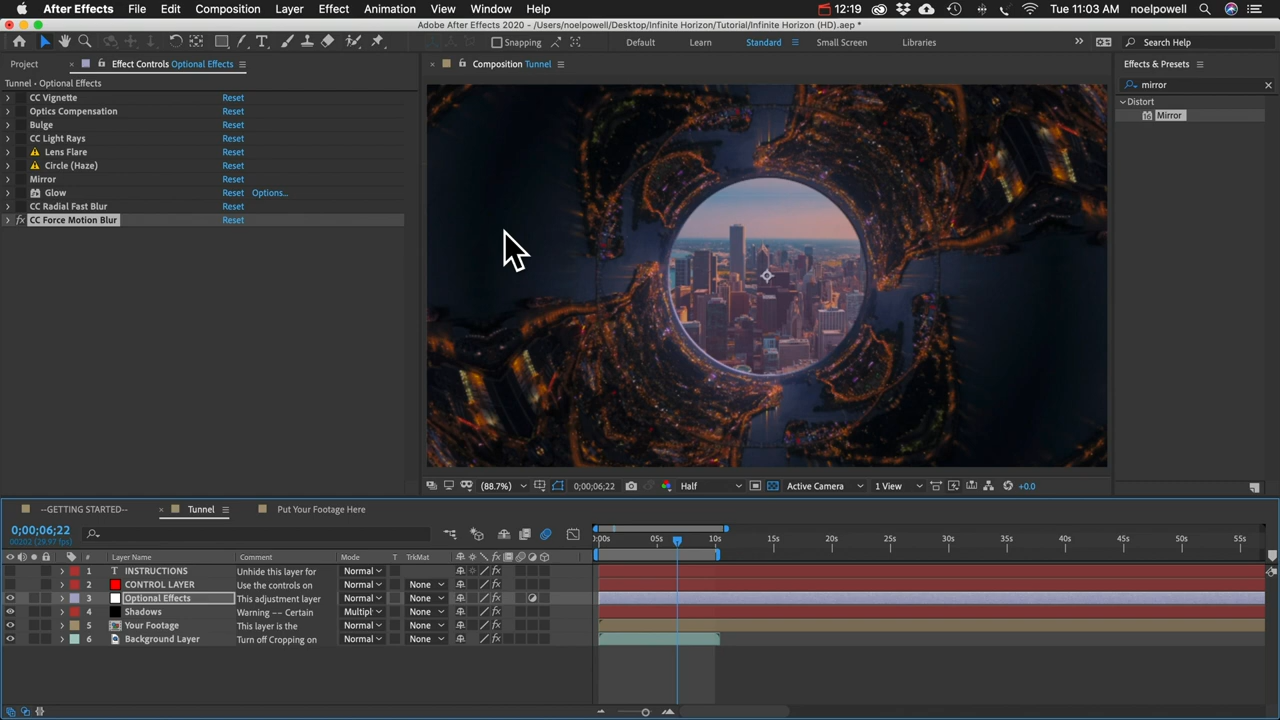 After Effects File Edit Composition Layer Effect Animation View Window Help 12:19 Tue 11:03 AM noelpowell
Adobe After Effects 2020 - /Users/noelpowell/Desktop/Infinite Horizon/Tutorial/Infinite Horizon (HD).aep *
Snapping Default Learn Standard Small Screen Libraries Search Help
Project Effect Controls Optional Effects Composition Tunnel Effects & Presets
Tunnel • Optional Effects mirror
CC Vignette Reset Distort
Optics Compensation Reset Mirror
Bulge Reset
CC Light Rays Reset
Lens Flare Reset
Circle (Haze) Reset
Mirror Reset
Glow Reset Options...
CC Radial Fast Blur Reset
fx CC Force Motion Blur Reset
(88.7%) 0;00;06;22 Half Active Camera 1 View +0.0
--GETTING STARTED-- Tunnel Put Your Footage Here
0;00;06;22
00202 (29.97 fps)
:00s 05s 10s 15s 20s 25s 30s 35s 40s 45s 50s 55s
# Layer Name Comment Mode T TrkMat
1 T INSTRUCTIONS Unhide this layer for Normal
2 CONTROL LAYER Use the controls on Normal None
3 Optional Effects This adjustment layer Normal None
4 Shadows Warning -- Certain Multipl None
5 Your Footage This layer is the Normal None
6 Background Layer Turn off Cropping on Normal None